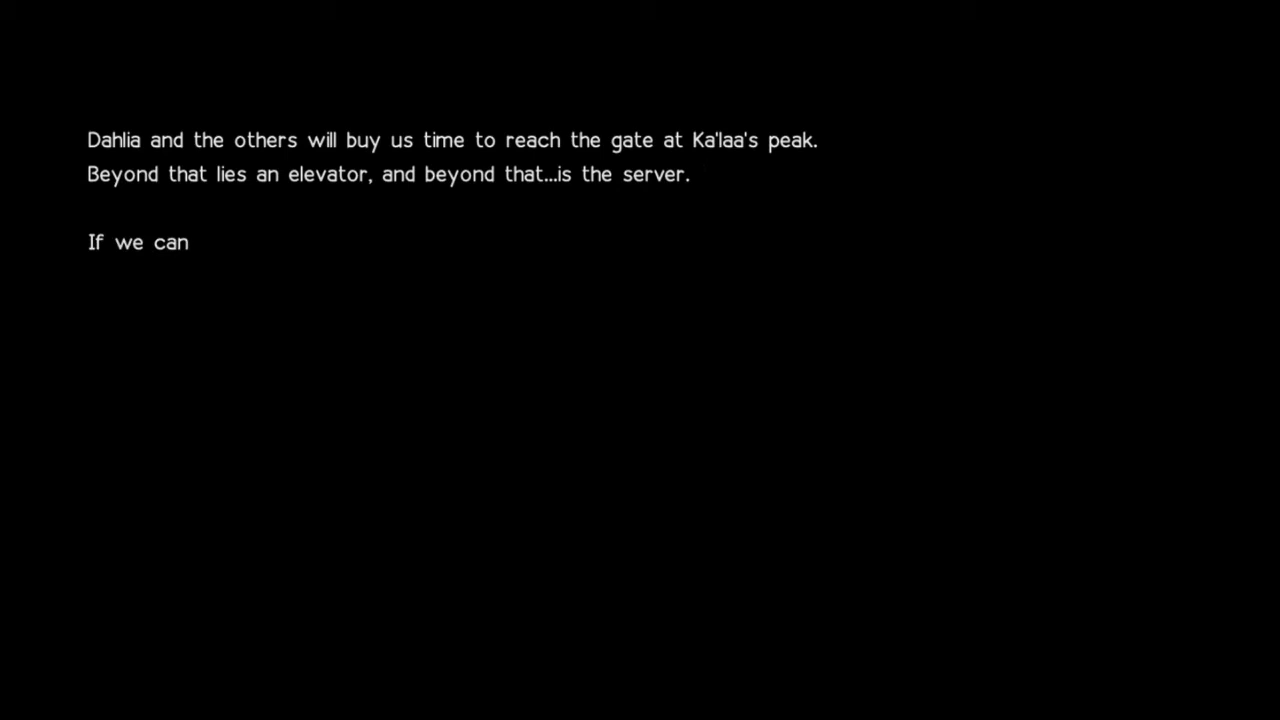 Dahlia and the others will buy us time to reach the gate at Ka'laa's peak.
Beyond that lies an elevator, and beyond that...is the server.
If we can